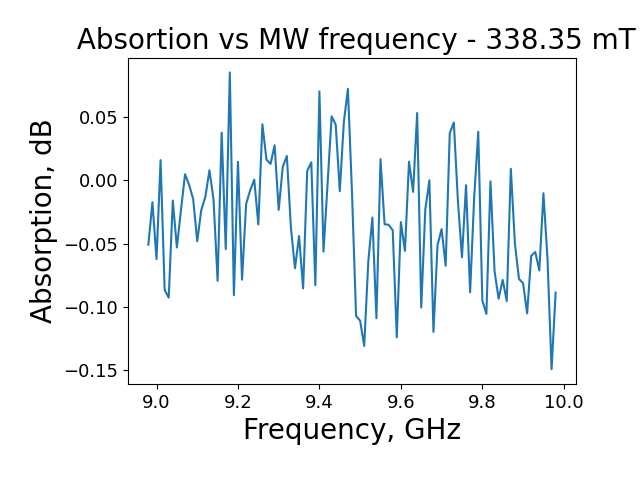 Absortion vs MW frequency - 338.35 mT
Absorption, dB
0.05
0.00
−0.05
−0.10
−0.15
9.0 9.2 9.4 9.6 9.8 10.0
Frequency, GHz